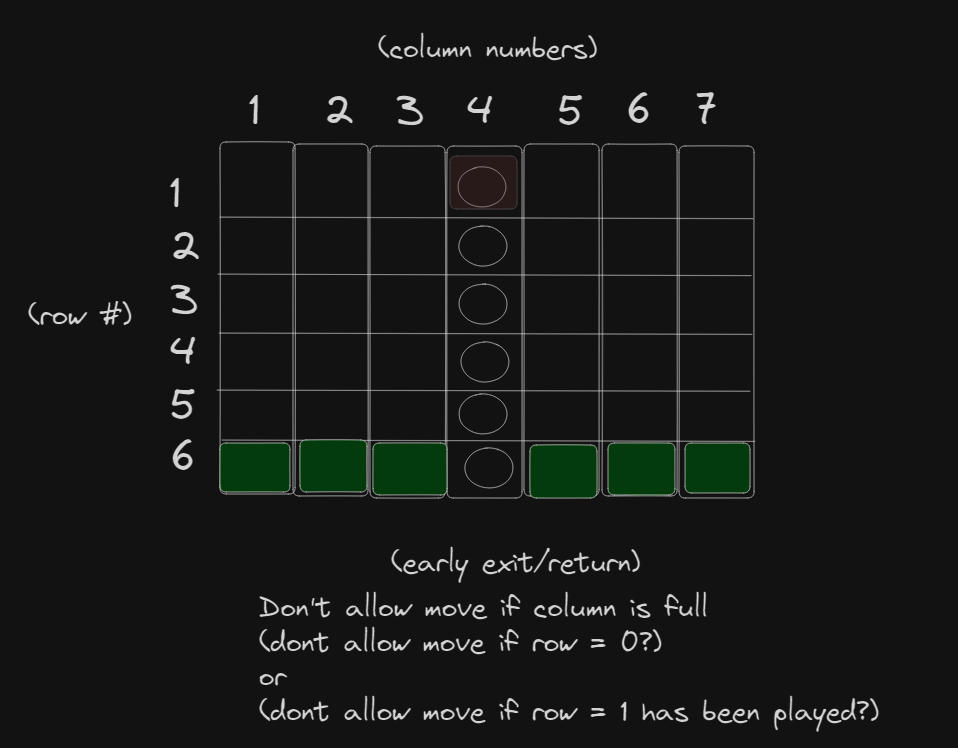 (column numbers)
1 2 3 4 5 6 7
1
2
3
(row #)
4
5
6
(early exit/return)
Don't allow move if column is full
(dont allow move if row = 0?)
or
(dont allow move if row = 1 has been played?)